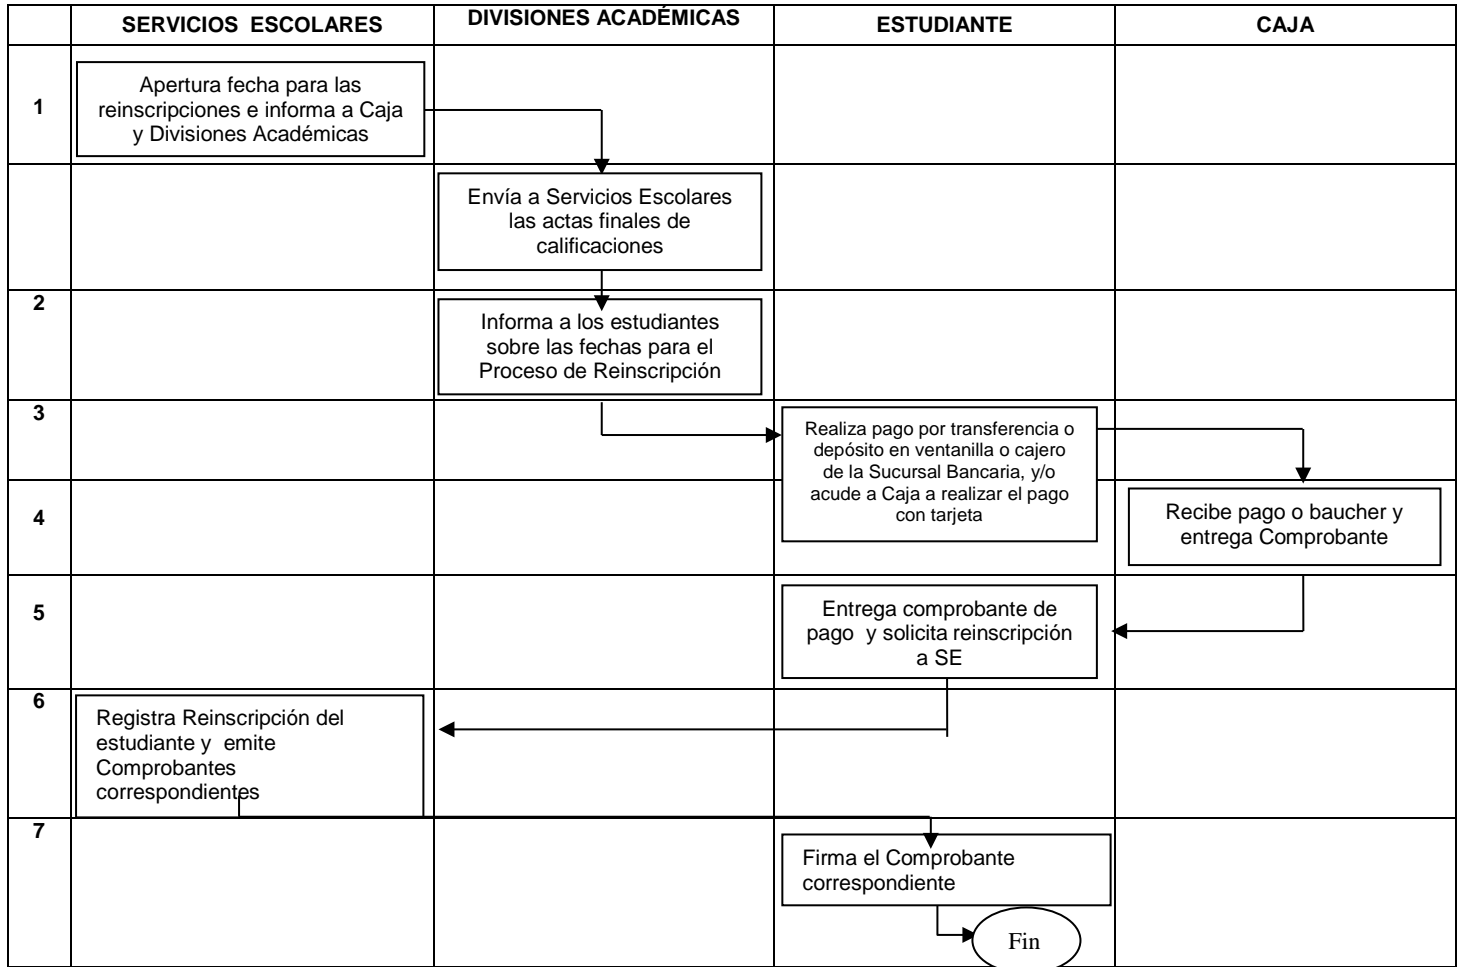 SERVICIOS  ESCOLARES
DIVISIONES ACADÉMICAS
ESTUDIANTE
CAJA
1
Apertura fecha para las
reinscripciones e informa a Caja
y Divisiones Académicas
Envía a Servicios Escolares
las actas finales de
calificaciones
2
Informa a los estudiantes
sobre las fechas para el
Proceso de Reinscripción
3
Realiza pago por transferencia o
depósito en ventanilla o cajero
de la Sucursal Bancaria, y/o
acude a Caja a realizar el pago
con tarjeta
4
Recibe pago o baucher y
entrega Comprobante
5
Entrega comprobante de
pago  y solicita reinscripción
a SE
6
Registra Reinscripción del
estudiante y  emite
Comprobantes
correspondientes
7
Firma el Comprobante
correspondiente
Fin